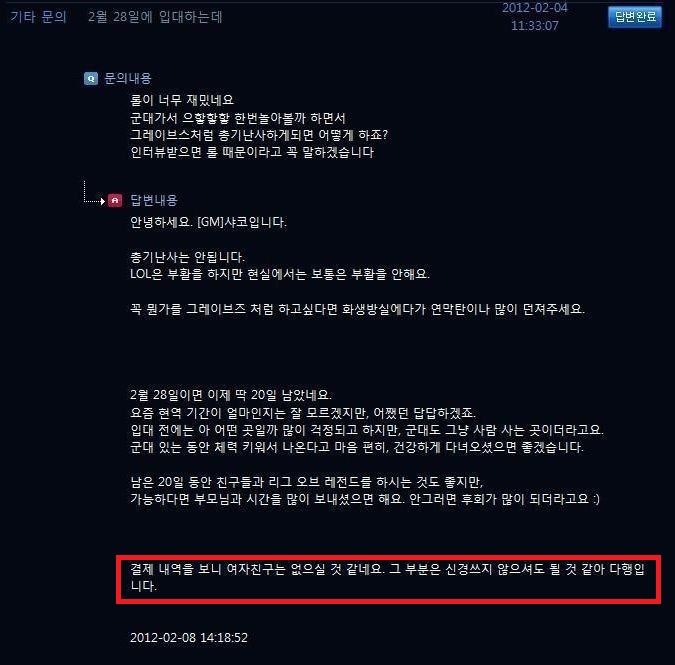 기타 문의 2월 28일에 입대하는데 2012-02-04
11:33:07 답변완료
Q 문의내용
롤이 너무 재밌네요
군대가서 으핳핳핳 한번놀아볼까 하면서
그레이브스처럼 총기난사하게되면 어떻게 하죠?
인터뷰받으면 롤 때문이라고 꼭 말하겠습니다
A 답변내용
안녕하세요. [GM]샤코입니다.
총기난사는 안됩니다.
LOL은 부활을 하지만 현실에서는 보통은 부활을 안해요.
꼭 뭔가를 그레이브즈 처럼 하고싶다면 화생방실에다가 연막탄이나 많이 던져주세요.
2월 28일이면 이제 딱 20일 남았네요.
요즘 현역 기간이 얼마인지는 잘 모르겠지만, 어쨌던 답답하겠죠.
입대 전에는 아 어떤 곳일까 많이 걱정되고 하지만, 군대도 그냥 사람 사는 곳이더라고요.
군대 있는 동안 체력 키워서 나온다고 마음 편히, 건강하게 다녀오셨으면 좋겠습니다.
남은 20일 동안 친구들과 리그 오브 레전드를 하시는 것도 좋지만,
가능하다면 부모님과 시간을 많이 보내셨으면 해요. 안그러면 후회가 많이 되더라고요 :)
결제 내역을 보니 여자친구는 없으실 것 같네요. 그 부분은 신경쓰지 않으셔도 될 것 같아 다행입
니다.
2012-02-08 14:18:52